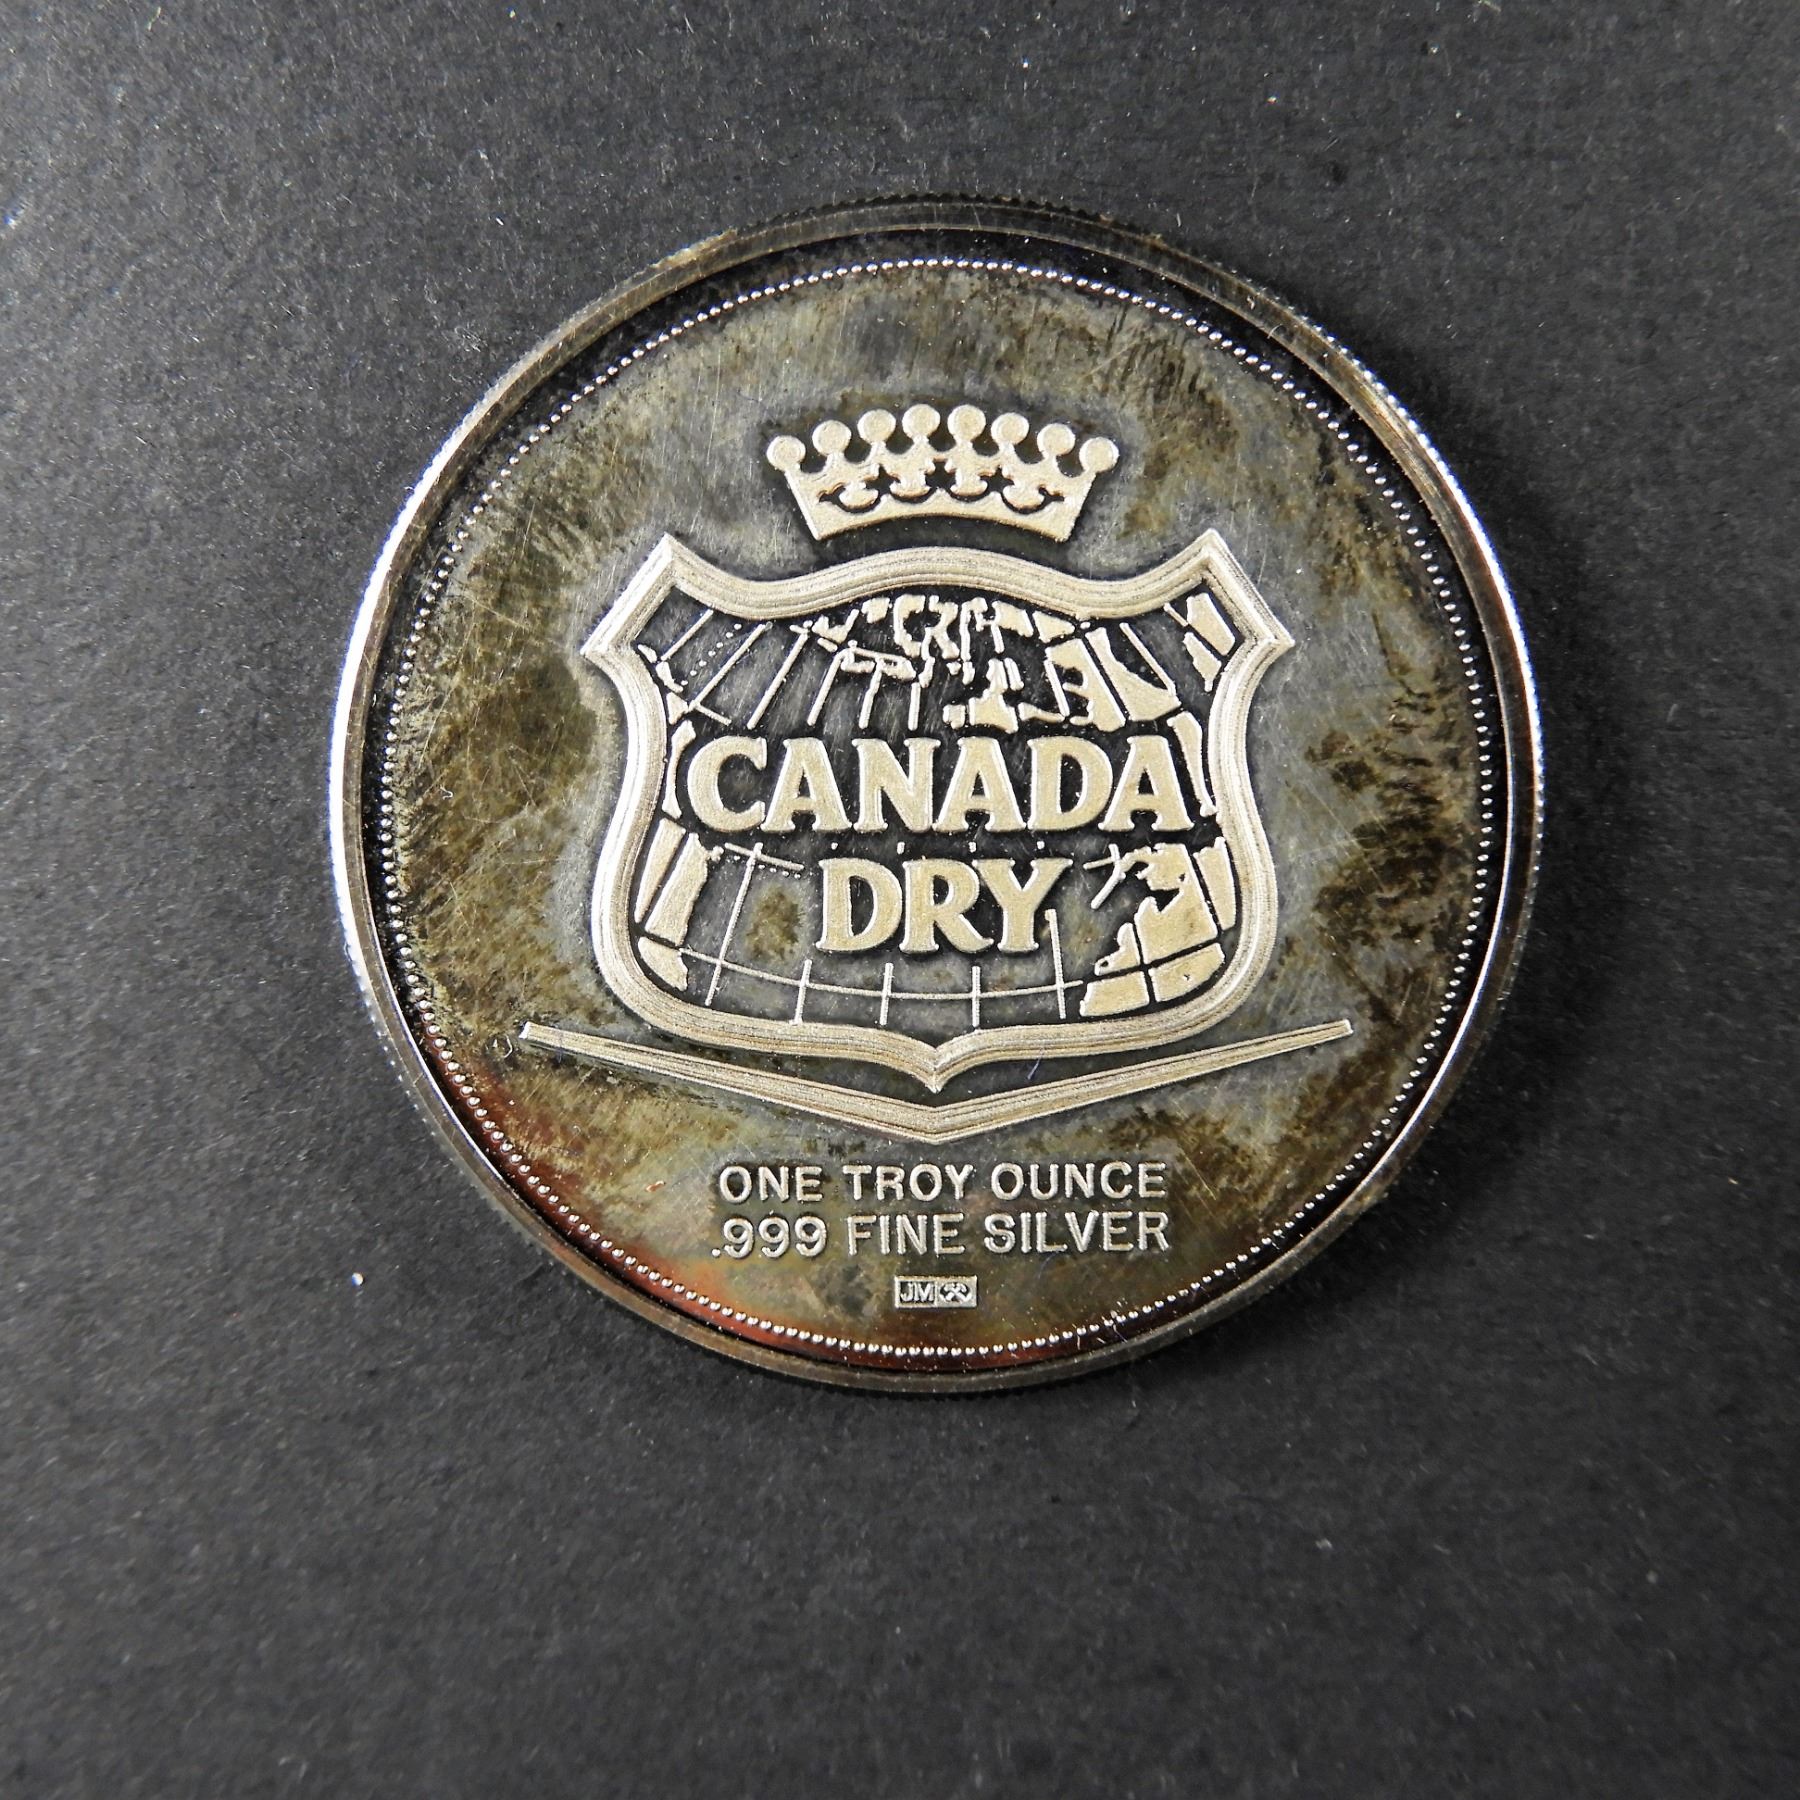 CANADA
DRY
ONE TROY OUNCE
.999 FINE SILVER
JM